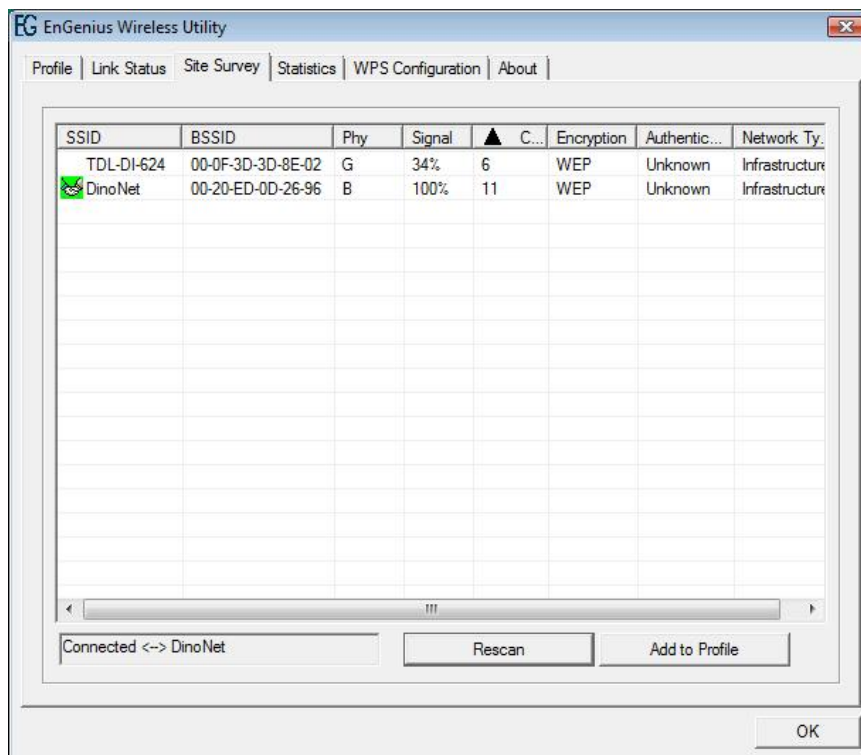 EG EnGenius Wireless Utility
Profile Link Status Site Survey Statistics WPS Configuration About
SSID BSSID Phy Signal C... Encryption Authentic... Network Ty.
TDL-DI-624 00-0F-3D-3D-8E-02 G 34% 6 WEP Unknown Infrastructure
DinoNet 00-20-ED-0D-26-96 B 100% 11 WEP Unknown Infrastructure
Connected <--> DinoNet Rescan Add to Profile
OK